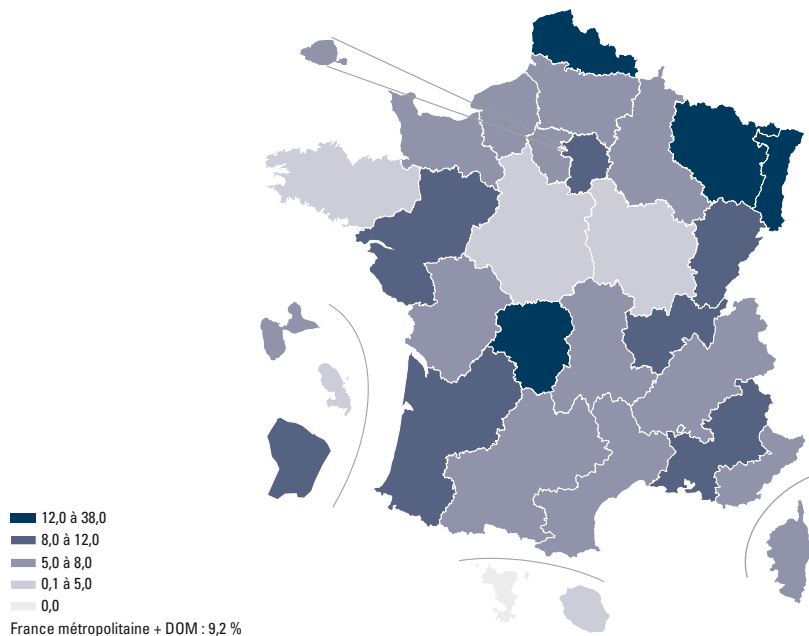 12,0 à 38,0
8,0 à 12,0
5,0 à 8,0
0,1 à 5,0
0,0
France métropolitaine + DOM : 9,2 %